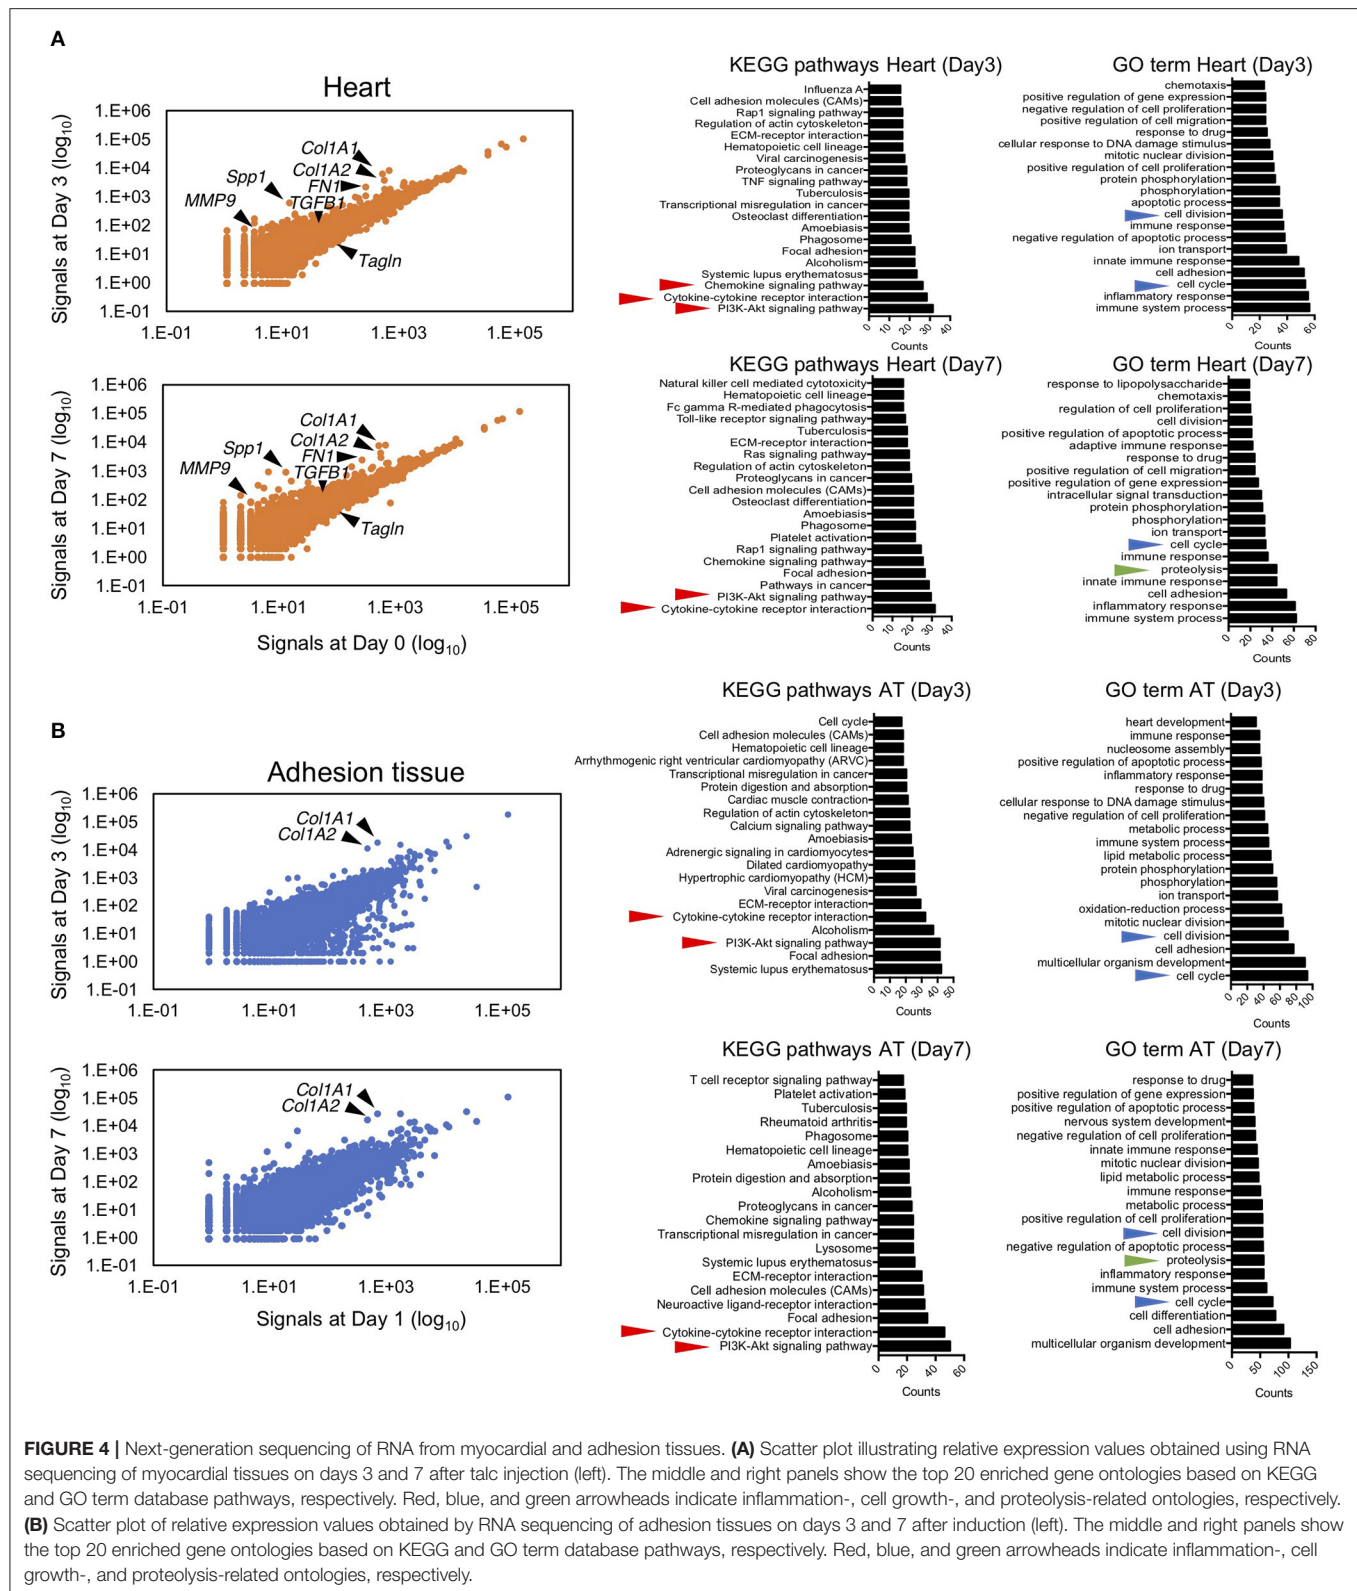 A
Heart
Signals at Day 3 (log10)
1.E+06
1.E+05
1.E+04
1.E+03
1.E+02
1.E+01
1.E+00
1.E-01
Col1A1
Col1A2
FN1
TGFB1
Spp1
MMP9
Tagln
1.E-01
1.E+01
1.E+03
1.E+05
KEGG pathways Heart (Day3)
Influenza A
Cell adhesion molecules (CAMs)
Rap1 signaling pathway
Regulation of actin cytoskeleton
ECM-receptor interaction
Hematopoietic cell lineage
Viral carcinogenesis
Proteoglycans in cancer
TNF signaling pathway
Tuberculosis
Transcriptional misregulation in cancer
Osteoclast differentiation
Amoebiasis
Phagosome
Focal adhesion
Alcoholism
Systemic lupus erythematosus
Chemokine signaling pathway
Cytokine-cytokine receptor interaction
PI3K-Akt signaling pathway
0 10 20 30 40
Counts
GO term Heart (Day3)
chemotaxis
positive regulation of gene expression
negative regulation of cell proliferation
positive regulation of cell migration
response to drug
cellular response to DNA damage stimulus
mitotic nuclear division
positive regulation of cell proliferation
protein phosphorylation
phosphorylation
apoptotic process
cell division
immune response
negative regulation of apoptotic process
ion transport
innate immune response
cell adhesion
cell cycle
inflammatory response
immune system process
0 20 40 60
Counts
Signals at Day 7 (log10)
1.E+06
1.E+05
1.E+04
1.E+03
1.E+02
1.E+01
1.E+00
1.E-01
Col1A1
Col1A2
FN1
TGFB1
Spp1
MMP9
Tagln
1.E-01
1.E+01
1.E+03
1.E+05
Signals at Day 0 (log10)
KEGG pathways Heart (Day7)
Natural killer cell mediated cytotoxicity
Hematopoietic cell lineage
Fc gamma R-mediated phagocytosis
Toll-like receptor signaling pathway
Tuberculosis
ECM-receptor interaction
Ras signaling pathway
Regulation of actin cytoskeleton
Proteoglycans in cancer
Cell adhesion molecules (CAMs)
Osteoclast differentiation
Amoebiasis
Phagosome
Platelet activation
Rap1 signaling pathway
Chemokine signaling pathway
Focal adhesion
Pathways in cancer
PI3K-Akt signaling pathway
Cytokine-cytokine receptor interaction
0 10 20 30 40
Counts
GO term Heart (Day7)
response to lipopolysaccharide
chemotaxis
regulation of cell proliferation
cell division
positive regulation of apoptotic process
adaptive immune response
response to drug
positive regulation of cell migration
positive regulation of gene expression
intracellular signal transduction
protein phosphorylation
phosphorylation
ion transport
cell cycle
immune response
proteolysis
innate immune response
cell adhesion
inflammatory response
immune system process
0 20 40 60 80
Counts
B
Adhesion tissue
Signals at Day 3 (log10)
1.E+06
1.E+05
1.E+04
1.E+03
1.E+02
1.E+01
1.E+00
1.E-01
Col1A1
Col1A2
1.E-01
1.E+01
1.E+03
1.E+05
KEGG pathways AT (Day3)
Cell cycle
Cell adhesion molecules (CAMs)
Hematopoietic cell lineage
Arrhythmogenic right ventricular cardiomyopathy (ARVC)
Transcriptional misregulation in cancer
Protein digestion and absorption
Cardiac muscle contraction
Regulation of actin cytoskeleton
Calcium signaling pathway
Amoebiasis
Adrenergic signaling in cardiomyocytes
Dilated cardiomyopathy
Hypertrophic cardiomyopathy (HCM)
Viral carcinogenesis
ECM-receptor interaction
Cytokine-cytokine receptor interaction
Alcoholism
PI3K-Akt signaling pathway
Focal adhesion
Systemic lupus erythematosus
0 10 20 30 40 50
Counts
GO term AT (Day3)
heart development
immune response
nucleosome assembly
positive regulation of apoptotic process
inflammatory response
response to drug
cellular response to DNA damage stimulus
negative regulation of cell proliferation
metabolic process
immune system process
lipid metabolic process
protein phosphorylation
phosphorylation
ion transport
oxidation-reduction process
mitotic nuclear division
cell division
cell adhesion
multicellular organism development
cell cycle
0 20 40 60 80 100
Counts
Signals at Day 7 (log10)
1.E+06
1.E+05
1.E+04
1.E+03
1.E+02
1.E+01
1.E+00
1.E-01
Col1A1
Col1A2
1.E-01
1.E+01
1.E+03
1.E+05
Signals at Day 1 (log10)
KEGG pathways AT (Day7)
T cell receptor signaling pathway
Platelet activation
Tuberculosis
Rheumatoid arthritis
Phagosome
Hematopoietic cell lineage
Amoebiasis
Protein digestion and absorption
Alcoholism
Proteoglycans in cancer
Chemokine signaling pathway
Transcriptional misregulation in cancer
Lysosome
Systemic lupus erythematosus
ECM-receptor interaction
Cell adhesion molecules (CAMs)
Neuroactive ligand-receptor interaction
Focal adhesion
Cytokine-cytokine receptor interaction
PI3K-Akt signaling pathway
0 20 40 60
Counts
GO term AT (Day7)
response to drug
positive regulation of gene expression
positive regulation of apoptotic process
nervous system development
negative regulation of cell proliferation
innate immune response
mitotic nuclear division
lipid metabolic process
immune response
metabolic process
positive regulation of cell proliferation
cell division
negative regulation of apoptotic process
proteolysis
inflammatory response
immune system process
cell cycle
cell differentiation
cell adhesion
multicellular organism development
0 50 100 150
Counts
FIGURE 4 | Next-generation sequencing of RNA from myocardial and adhesion tissues. (A) Scatter plot illustrating relative expression values obtained using RNA
sequencing of myocardial tissues on days 3 and 7 after talc injection (left). The middle and right panels show the top 20 enriched gene ontologies based on KEGG
and GO term database pathways, respectively. Red, blue, and green arrowheads indicate inflammation-, cell growth-, and proteolysis-related ontologies, respectively.
(B) Scatter plot of relative expression values obtained by RNA sequencing of adhesion tissues on days 3 and 7 after induction (left). The middle and right panels show
the top 20 enriched gene ontologies based on KEGG and GO term database pathways, respectively. Red, blue, and green arrowheads indicate inflammation-, cell
growth-, and proteolysis-related ontologies, respectively.